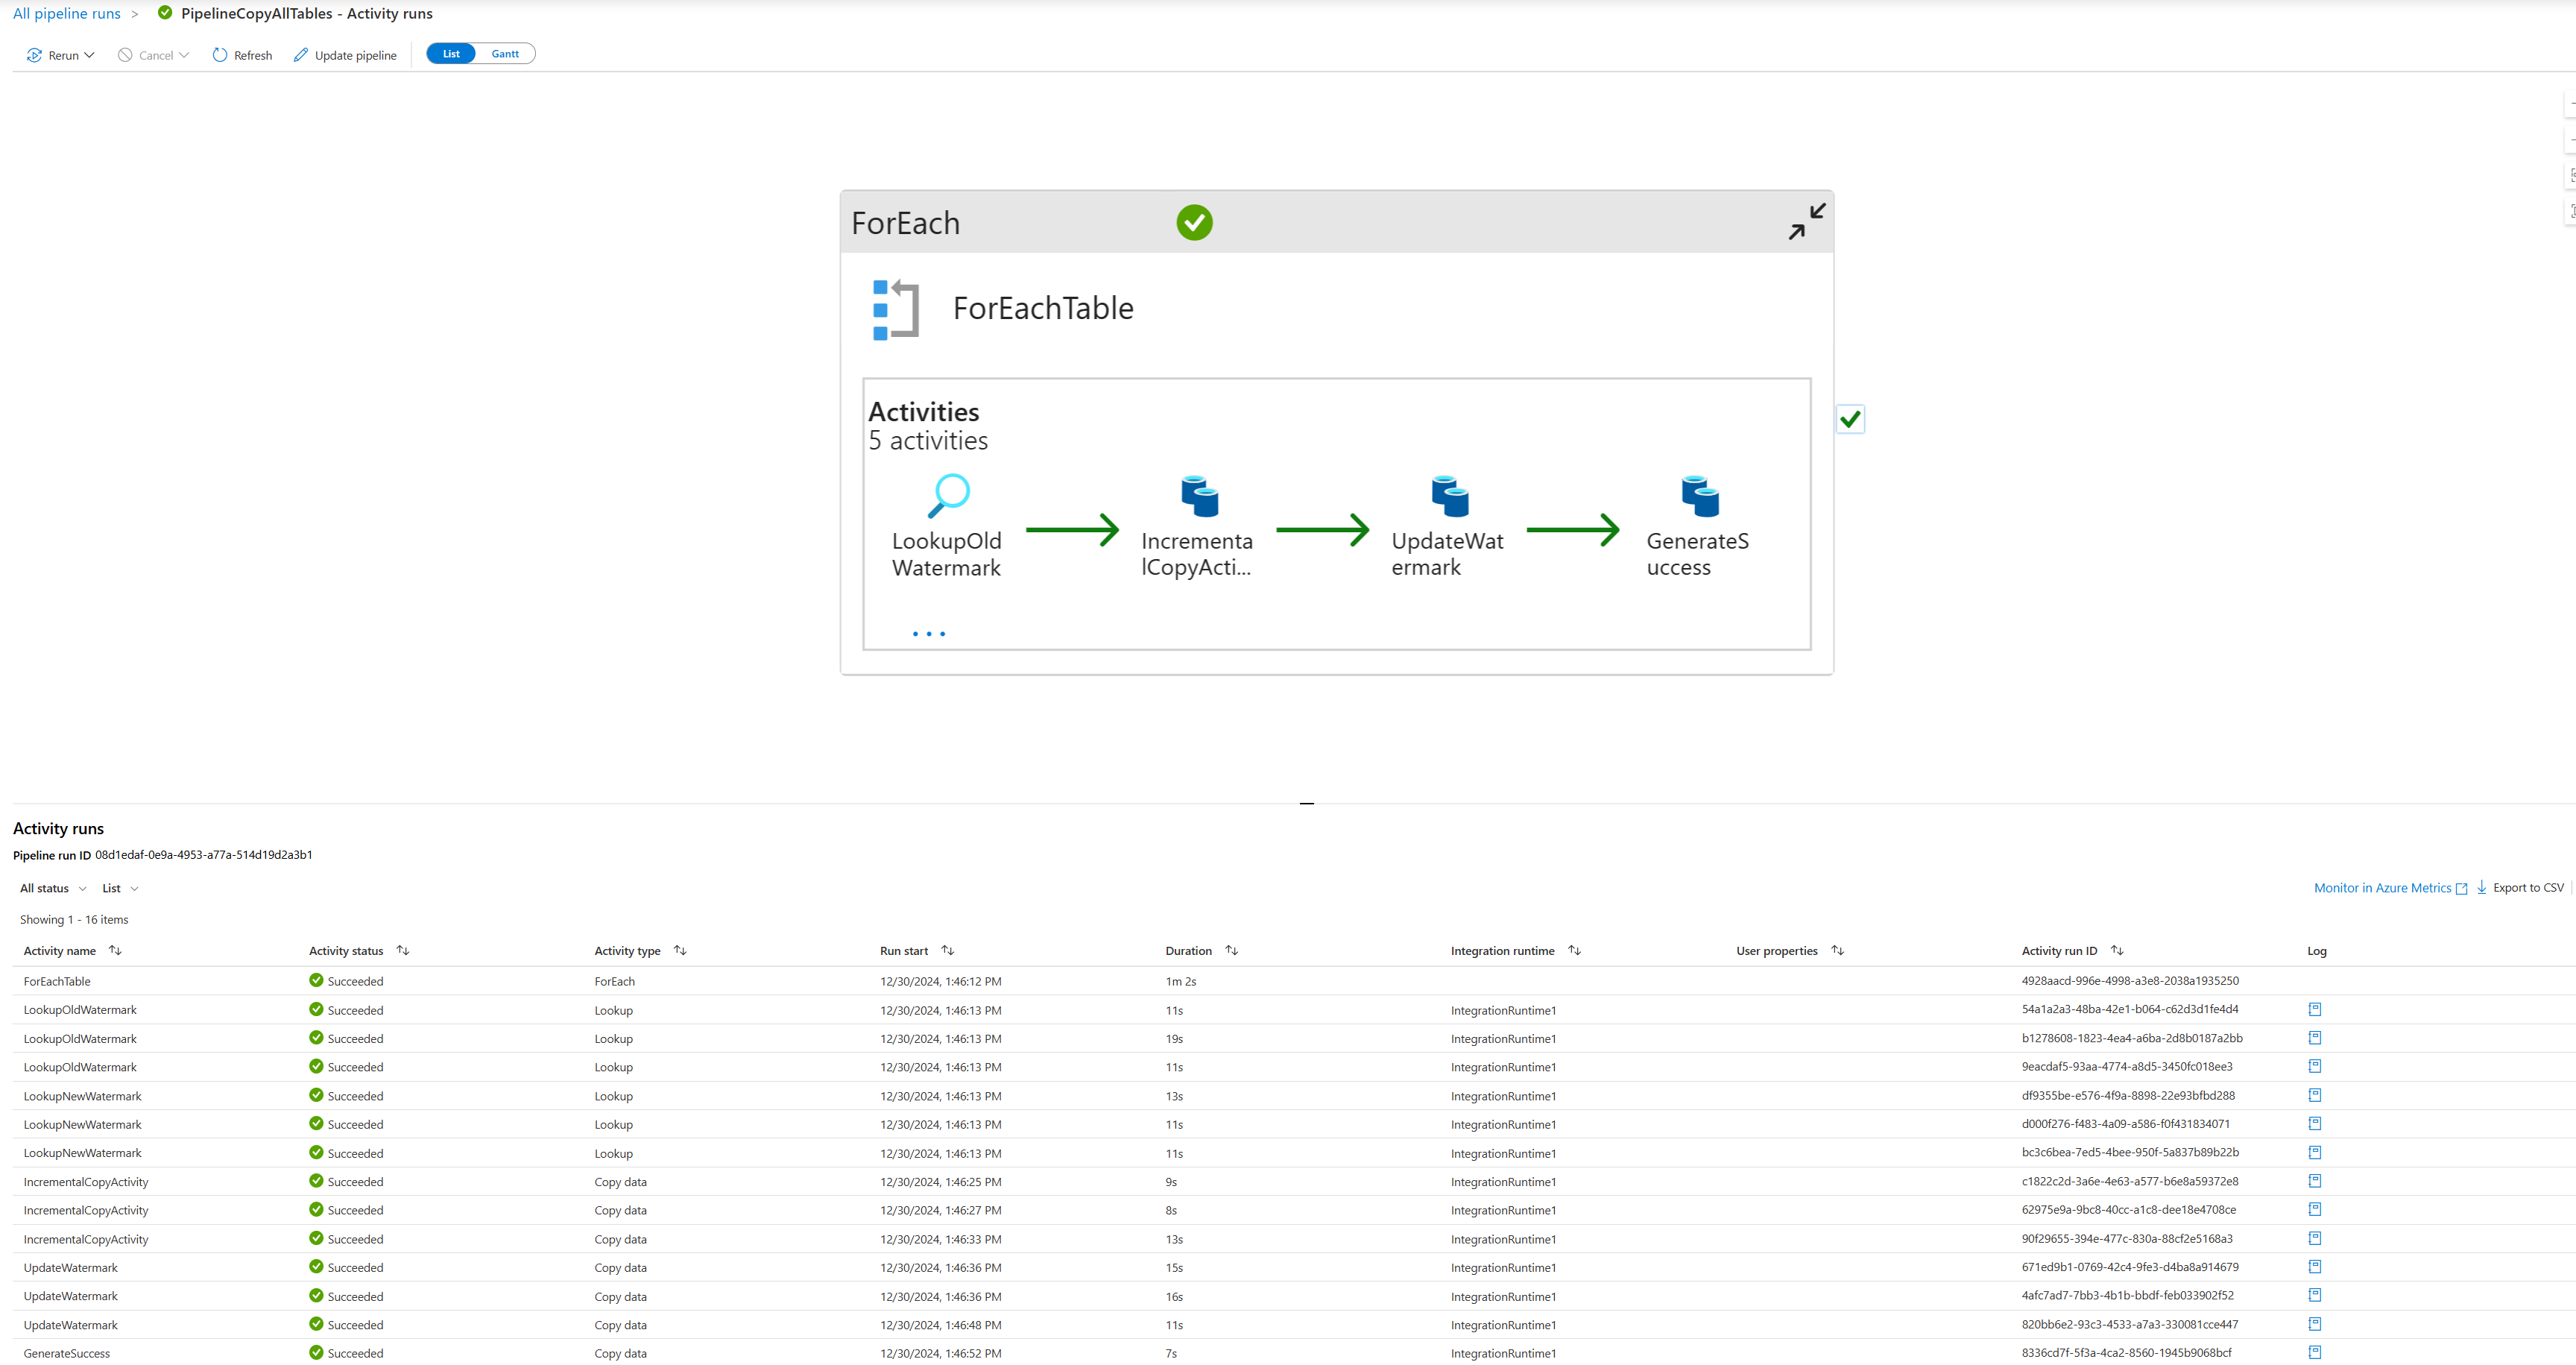 All pipeline runs > PipelineCopyAllTables - Activity runs
Rerun Cancel Refresh Update pipeline List Gantt
ForEach
ForEachTable
Activities
5 activities
LookupOld
Watermark
Incrementa
lCopyActi...
UpdateWat
ermark
GenerateS
uccess
...
Activity runs
Pipeline run ID 08d1edaf-0e9a-4953-a77a-514d19d2a3b1
All status List Monitor in Azure Metrics Export to CSV
Showing 1 - 16 items
Activity name Activity status Activity type Run start Duration Integration runtime User properties Activity run ID Log
ForEachTable Succeeded ForEach 12/30/2024, 1:46:12 PM 1m 2s 4928aacd-996e-4998-a3e8-2038a1935250
LookupOldWatermark Succeeded Lookup 12/30/2024, 1:46:13 PM 11s IntegrationRuntime1 54a1a2a3-48ba-42e1-b064-c62d3d1fe4d4
LookupOldWatermark Succeeded Lookup 12/30/2024, 1:46:13 PM 19s IntegrationRuntime1 b1278608-1823-4ea4-a6ba-2d8b0187a2bb
LookupOldWatermark Succeeded Lookup 12/30/2024, 1:46:13 PM 11s IntegrationRuntime1 9eacdaf5-93aa-4774-a8d5-3450fc018ee3
LookupNewWatermark Succeeded Lookup 12/30/2024, 1:46:13 PM 13s IntegrationRuntime1 df9355be-e576-4f9a-8898-22e93bfbd288
LookupNewWatermark Succeeded Lookup 12/30/2024, 1:46:13 PM 11s IntegrationRuntime1 d000f276-f483-4a09-a586-f0f431834071
LookupNewWatermark Succeeded Lookup 12/30/2024, 1:46:13 PM 11s IntegrationRuntime1 bc3c6bea-7ed5-4bee-950f-5a837b89b22b
IncrementalCopyActivity Succeeded Copy data 12/30/2024, 1:46:25 PM 9s IntegrationRuntime1 c1822c2d-3a6e-4e63-a577-b6e8a59372e8
IncrementalCopyActivity Succeeded Copy data 12/30/2024, 1:46:27 PM 8s IntegrationRuntime1 62975e9a-9bc8-40cc-a1c8-dee18e4708ce
IncrementalCopyActivity Succeeded Copy data 12/30/2024, 1:46:33 PM 13s IntegrationRuntime1 90f29655-394e-477c-830a-88cf2e5168a3
UpdateWatermark Succeeded Copy data 12/30/2024, 1:46:36 PM 15s IntegrationRuntime1 671ed9b1-0769-42c4-9fe3-d4ba8a914679
UpdateWatermark Succeeded Copy data 12/30/2024, 1:46:36 PM 16s IntegrationRuntime1 4afc7ad7-7bb3-4b1b-bbdf-feb033902f52
UpdateWatermark Succeeded Copy data 12/30/2024, 1:46:48 PM 11s IntegrationRuntime1 820bb6e2-93c3-4533-a7a3-330081cce447
GenerateSuccess Succeeded Copy data 12/30/2024, 1:46:52 PM 7s IntegrationRuntime1 8336cd7f-5f3a-4ca2-8560-1945b9068bcf